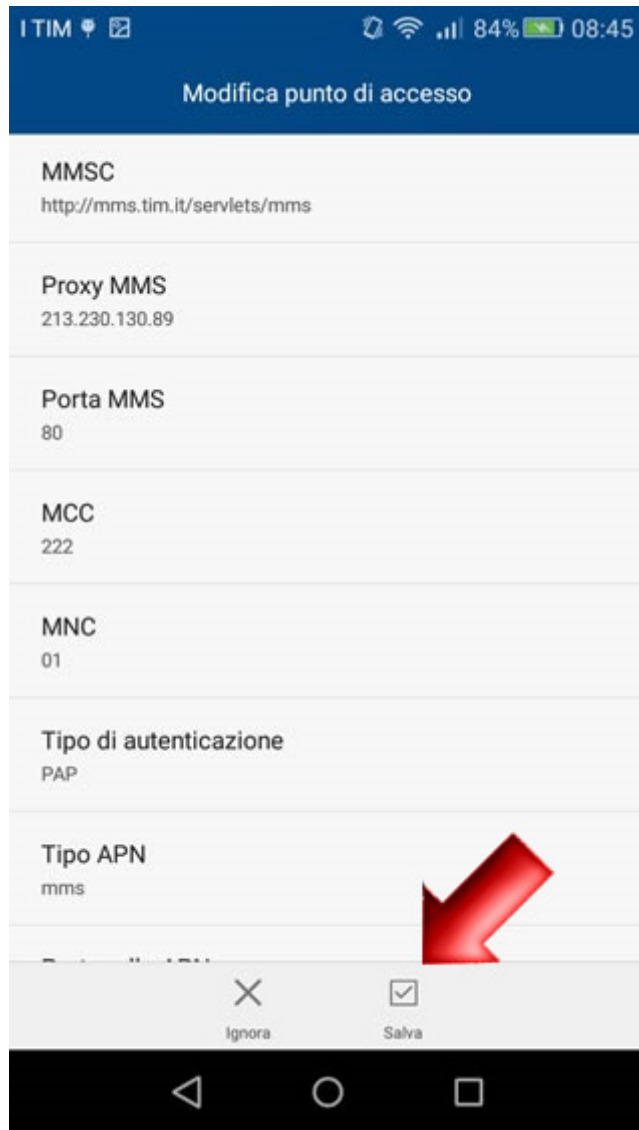 I TIM 84% 08:45
Modifica punto di accesso
MMSC
http://mms.tim.it/servlets/mms
Proxy MMS
213.230.130.89
Porta MMS
80
MCC
222
MNC
01
Tipo di autenticazione
PAP
Tipo APN
mms
Ignora Salva